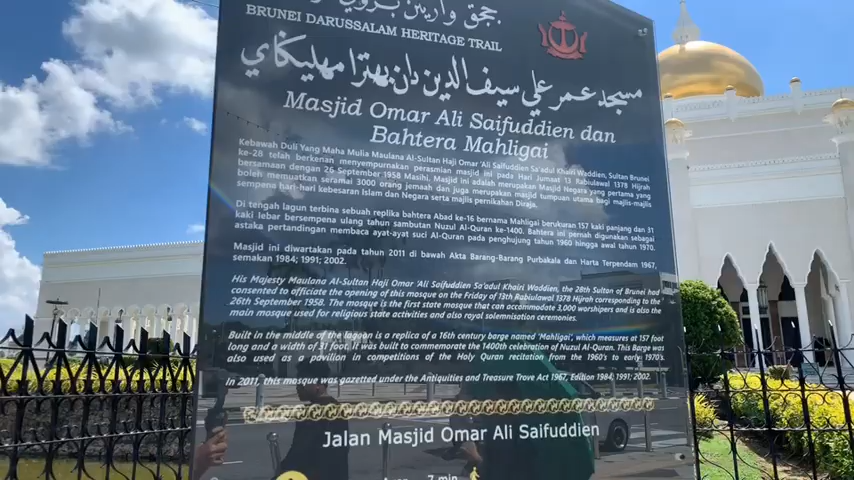 BRUNEI DARUSSALAM HERITAGE TRAIL
مسجد عمر علي سيف الدين دان بهترا مهليڬاي
Masjid Omar Ali Saifuddien dan
Bahtera Mahligai
Kebawah Duli Yang Maha Mulia Maulana Al-Sultan Haji Omar 'Ali Saifuddien Sa'adul Khairi Waddien, Sultan Brunei
ke-28 telah berkenan menyempurnakan perasmian masjid ini pada Hari Jumaat 13 Rabiulawal 1378 Hijrah
bersamaan dengan 26 September 1958 Masihi. Masjid ini adalah merupakan Masjid Negara yang pertama yang
boleh memuatkan seramai 3000 orang jemaah dan juga merupakan masjid tumpuan utama bagi majlis-majlis
sempena hari-hari kebesaran Islam dan Negara serta majlis pernikahan Diraja.
Di tengah lagun terbina sebuah replika bahtera Abad ke-16 bernama Mahligai berukuran 157 kaki panjang dan 31
kaki lebar bersempena ulang tahun sambutan Nuzul Al-Quran ke-1400. Bahtera ini pernah digunakan sebagai
astaka pertandingan membaca ayat-ayat suci Al-Quran pada penghujung tahun 1960 hingga awal tahun 1970.
Masjid ini diwartakan pada tahun 2011 di bawah Akta Barang-Barang Purbakala dan Harta Terpendam 1967,
semakan 1984; 1991; 2002.
His Majesty Maulana Al-Sultan Haji Omar Ali Saifuddien Sa'adul Khairi Waddien, the 28th Sultan of Brunei had
consented to officiate the opening of this mosque on the Friday of 13th Rabiulawal 1378 Hijrah corresponding to the
26th September 1958. The mosque is the first state mosque that can accommodate 3,000 worshipers and is also the
main mosque used for religious state activities and also royal solemnisation ceremonies.
Built in the middle of the lagoon is a replica of a 16th century barge named 'Mahligai', which measures at 157 foot
long and a width of 31 foot. It was built to commemorate the 1400th celebration of Nuzul Al-Quran. This Barge was
also used as a pavilion in competitions of the Holy Quran recitation from the 1960's to early 1970's.
In 2011, this mosque was gazetted under the Antiquities and Treasure Trove Act 1967, Edition 1984; 1991; 2002.
Jalan Masjid Omar Ali Saifuddien
7 min